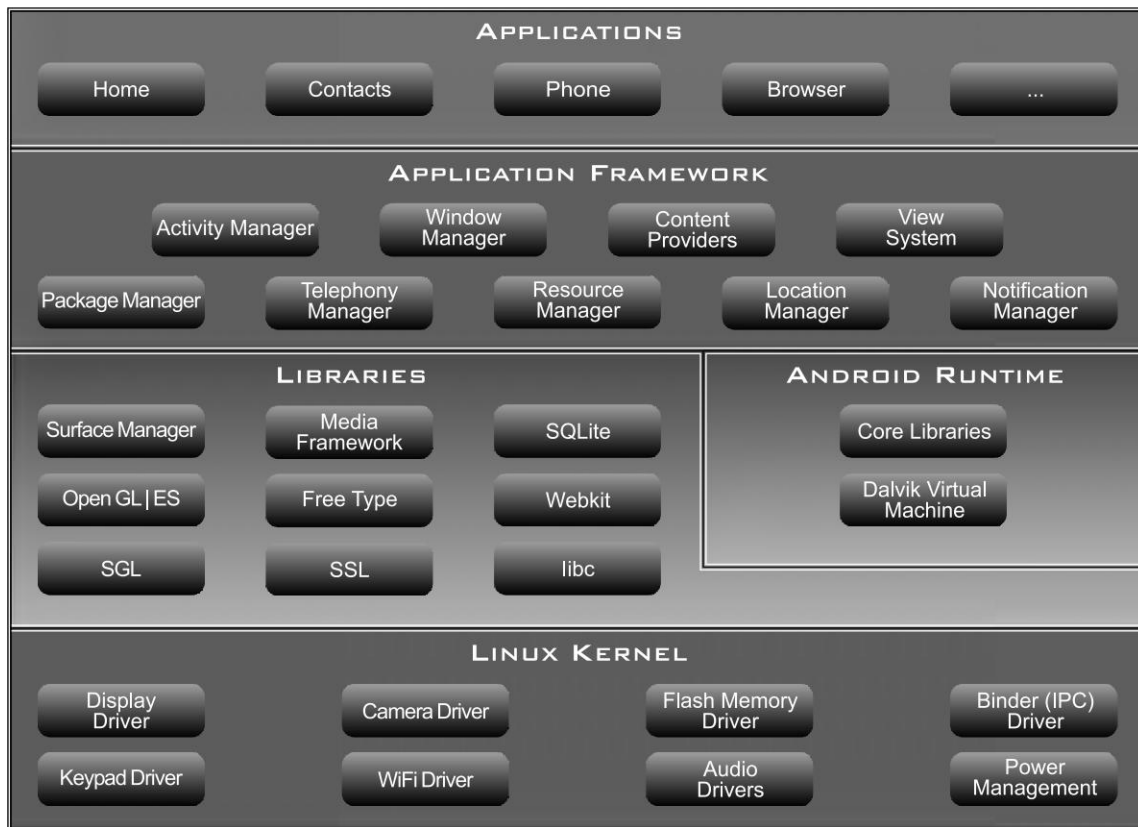 APPLICATIONS
Home
Contacts
Phone
Browser
...
APPLICATION FRAMEWORK
Activity Manager
Window
Manager
Content
Providers
View
System
Package Manager
Telephony
Manager
Resource
Manager
Location
Manager
Notification
Manager
LIBRARIES
Surface Manager
Media
Framework
SQLite
Open GL|ES
Free Type
Webkit
SGL
SSL
libc
ANDROID RUNTIME
Core Libraries
Dalvik Virtual
Machine
LINUX KERNEL
Display
Driver
Camera Driver
Flash Memory
Driver
Binder (IPC)
Driver
Keypad Driver
WiFi Driver
Audio
Drivers
Power
Management